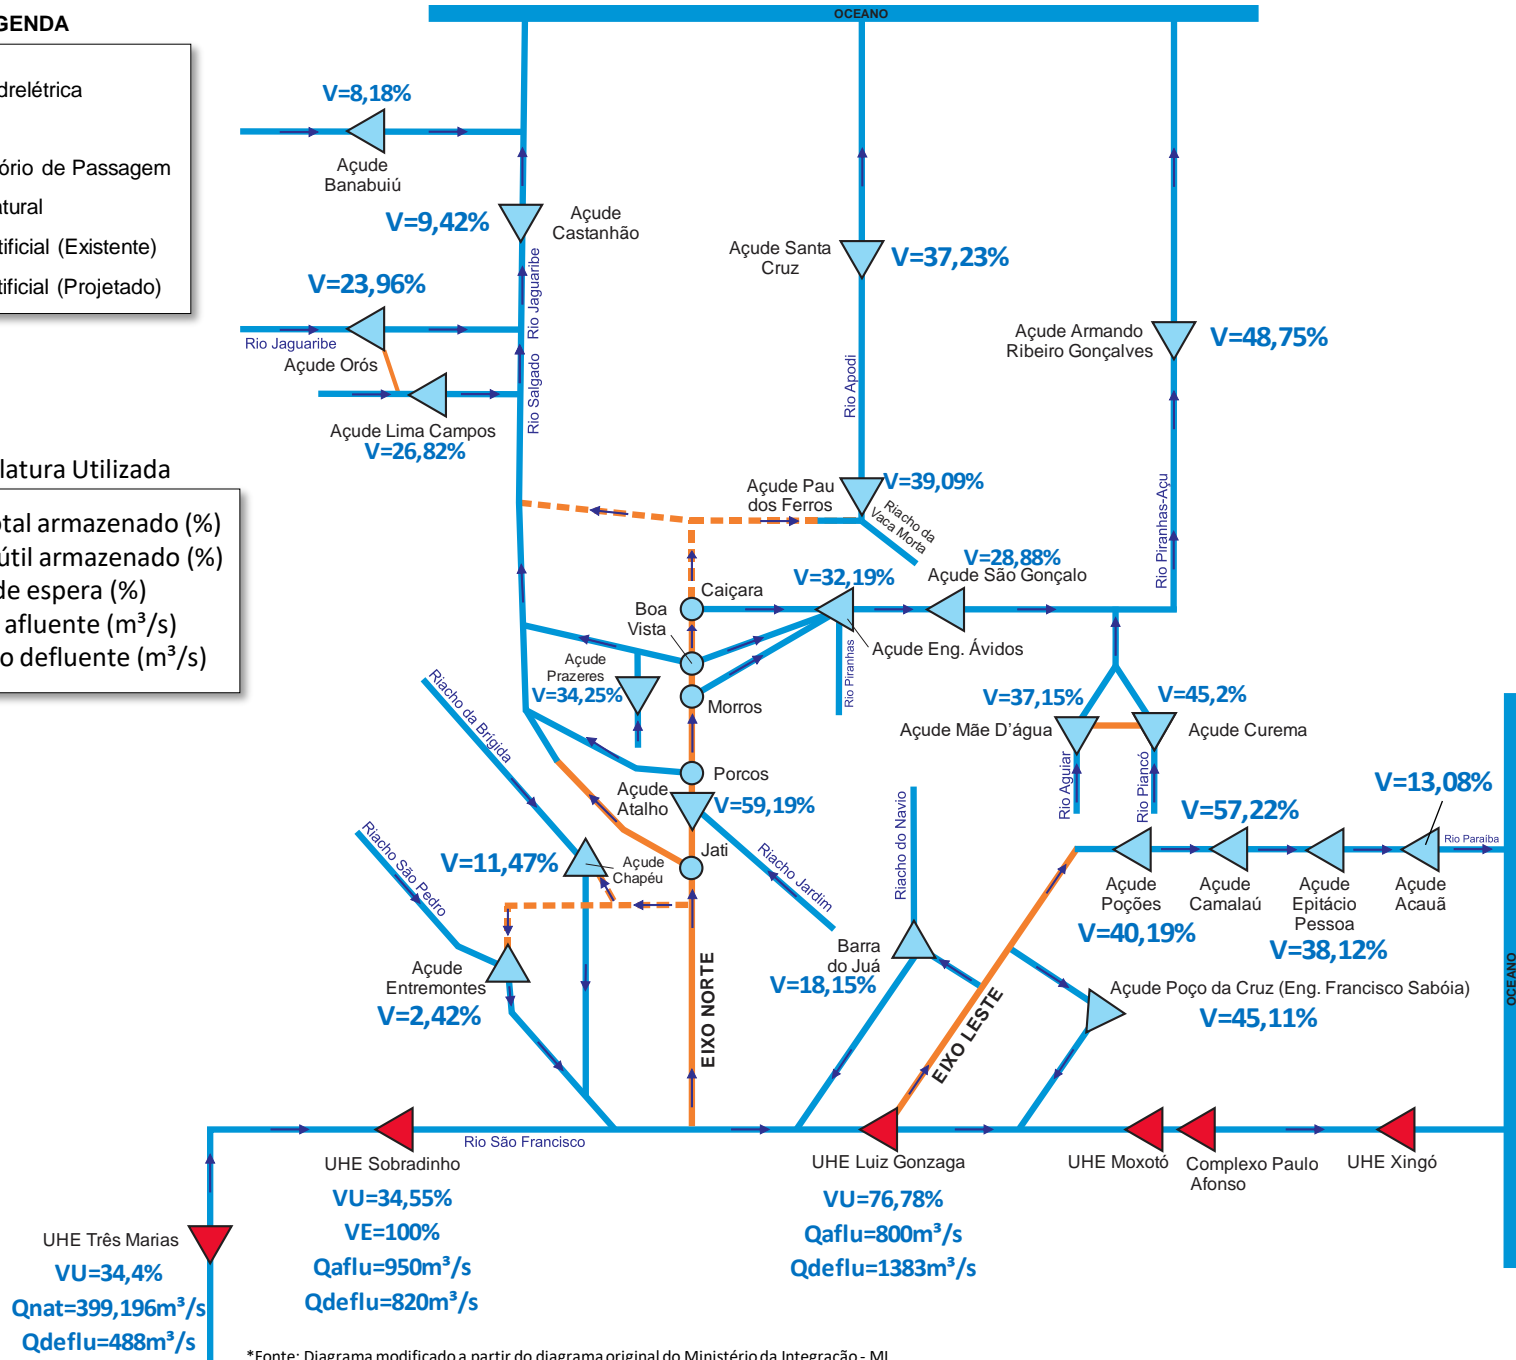 OCEANO
GENDA
drelétrica
ório de Passagem
atural
tificial (Existente)
tificial (Projetado)
V=8,18%
Açude
Banabuiú
V=9,42%
Açude
Castanhão
Rio Jaguaribe
V=23,96%
Rio Jaguaribe
Açude Orós
Rio Salgado
Açude Lima Campos
V=26,82%
Açude Santa
Cruz
V=37,23%
Rio Apodi
Açude Armando
Ribeiro Gonçalves
V=48,75%
Rio Piranhas-Açu
latura Utilizada
otal armazenado (%)
útil armazenado (%)
de espera (%)
afluente (m³/s)
o defluente (m³/s)
Açude Pau
dos Ferros
V=39,09%
Riacho da
Vaca Morta
V=28,88%
Açude São Gonçalo
V=32,19%
Caiçara
Boa
Vista
Açude Eng. Ávidos
Rio Piranhas
Açude
Prazeres
V=34,25%
Morros
Riacho da Brígida
Porcos
Açude
Atalho
V=59,19%
Jati
Riacho Jardim
V=37,15%
V=45,2%
Açude Mãe D'água
Açude Curema
Rio Aguiar
Rio Piancó
V=13,08%
V=57,22%
Rio Paraíba
Açude
Poções
Açude
Camalaú
Açude
Epitácio
Pessoa
Açude
Acauã
V=40,19%
V=38,12%
Riacho São Pedro
V=11,47%
Açude
Chapéu
Açude
Entremontes
V=2,42%
EIXO NORTE
Riacho do Navio
Barra
do Juá
V=18,15%
EIXO LESTE
Açude Poço da Cruz (Eng. Francisco Sabóia)
V=45,11%
OCEANO
Rio São Francisco
UHE Sobradinho
VU=34,55%
VE=100%
Qaflu=950m³/s
Qdeflu=820m³/s
UHE Luiz Gonzaga
VU=76,78%
Qaflu=800m³/s
Qdeflu=1383m³/s
UHE Moxotó
Complexo Paulo
Afonso
UHE Xingó
UHE Três Marias
VU=34,4%
Qnat=399,196m³/s
Qdeflu=488m³/s
*Fonte: Diagrama modificado a partir do diagrama original do Ministério da Integração - MI